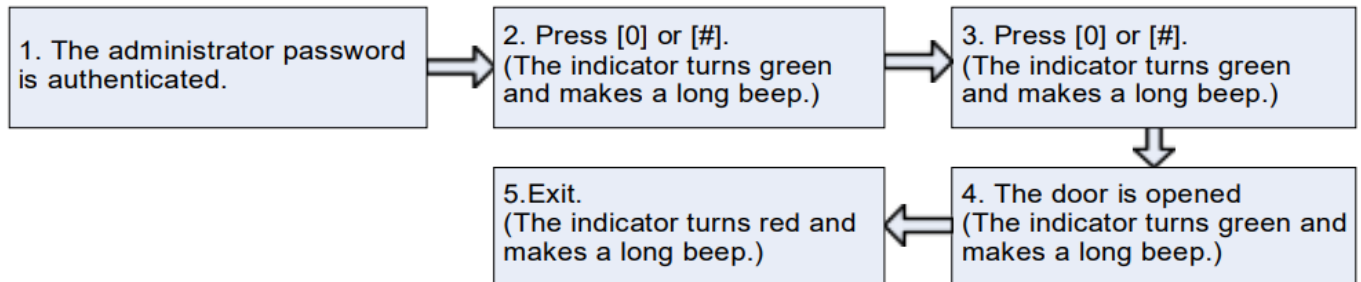 1. The administrator password
is authenticated.
2. Press [0] or [#].
(The indicator turns green
and makes a long beep.)
3. Press [0] or [#].
(The indicator turns green
and makes a long beep.)
4. The door is opened
(The indicator turns green and
makes a long beep.)
5.Exit.
(The indicator turns red and
makes a long beep.)